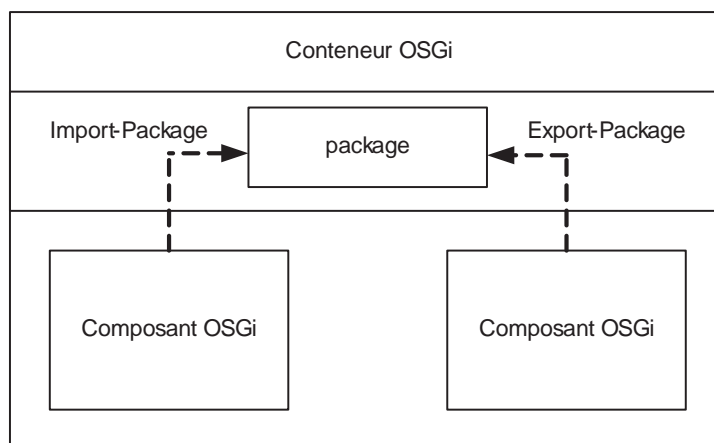 Conteneur OSGi
Import-Package
package
Export-Package
Composant OSGi
Composant OSGi